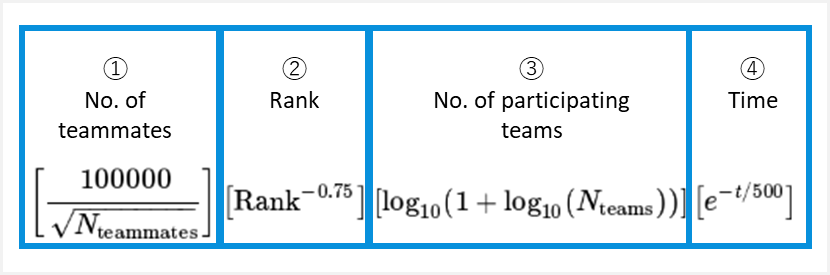 ① ② ③ ④
No. of teammates
Rank
No. of participating teams
Time
[100000 / √N_teammates] [Rank^−0.75] [log₁₀(1 + log₁₀(N_teams))] [e^−t/500]